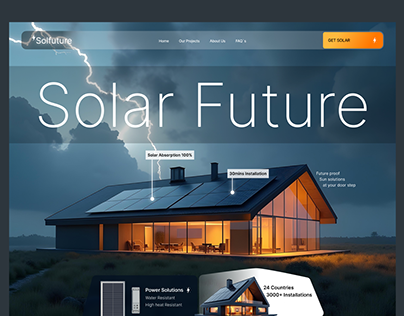 Solfuture
Home
Our Projects
About Us
FAQ's
GET SOLAR
Solar Future
Solar Absorption 100%
30mins Installation
Future proof
Sun solutions
at your door step
Power Solutions
Water Resistant
High heat Resistant
24 Countries
3000+ Installations